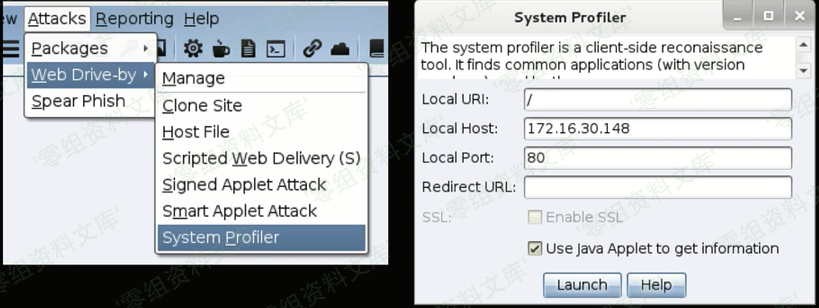 ew Attacks Reporting Help
Packages
Web Drive-by
Spear Phish
Manage
Clone Site
Host File
Scripted Web Delivery (S)
Signed Applet Attack
Smart Applet Attack
System Profiler
System Profiler
The system profiler is a client-side reconaissance
tool. It finds common applications (with version
Local URI: /
Local Host: 172.16.30.148
Local Port: 80
Redirect URL:
SSL: Enable SSL
Use Java Applet to get information
Launch Help
'零组资料文库'